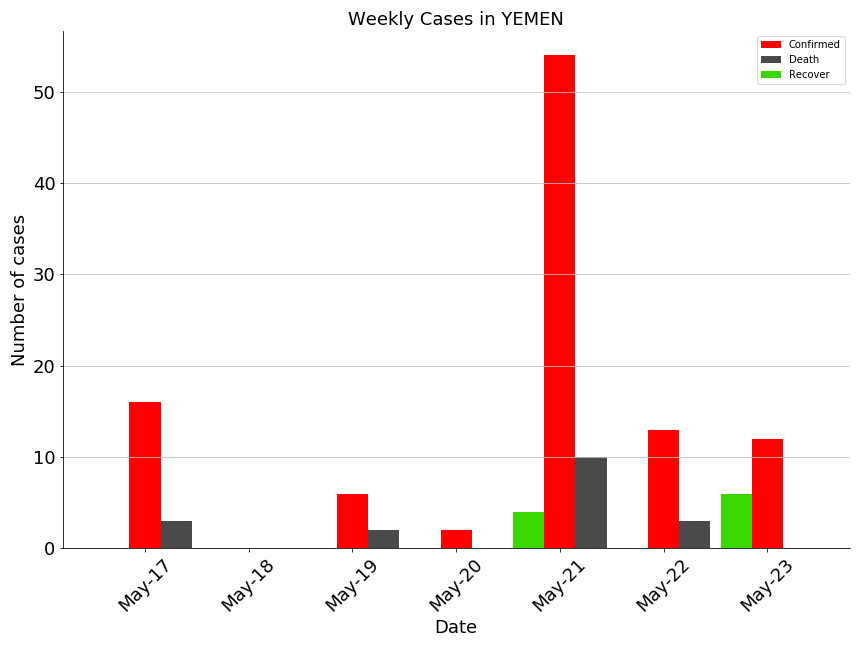 Weekly Cases in YEMEN
Confirmed
Death
Recover
Number of cases
50
40
30
20
10
0
May-17
May-18
May-19
May-20
May-21
May-22
May-23
Date